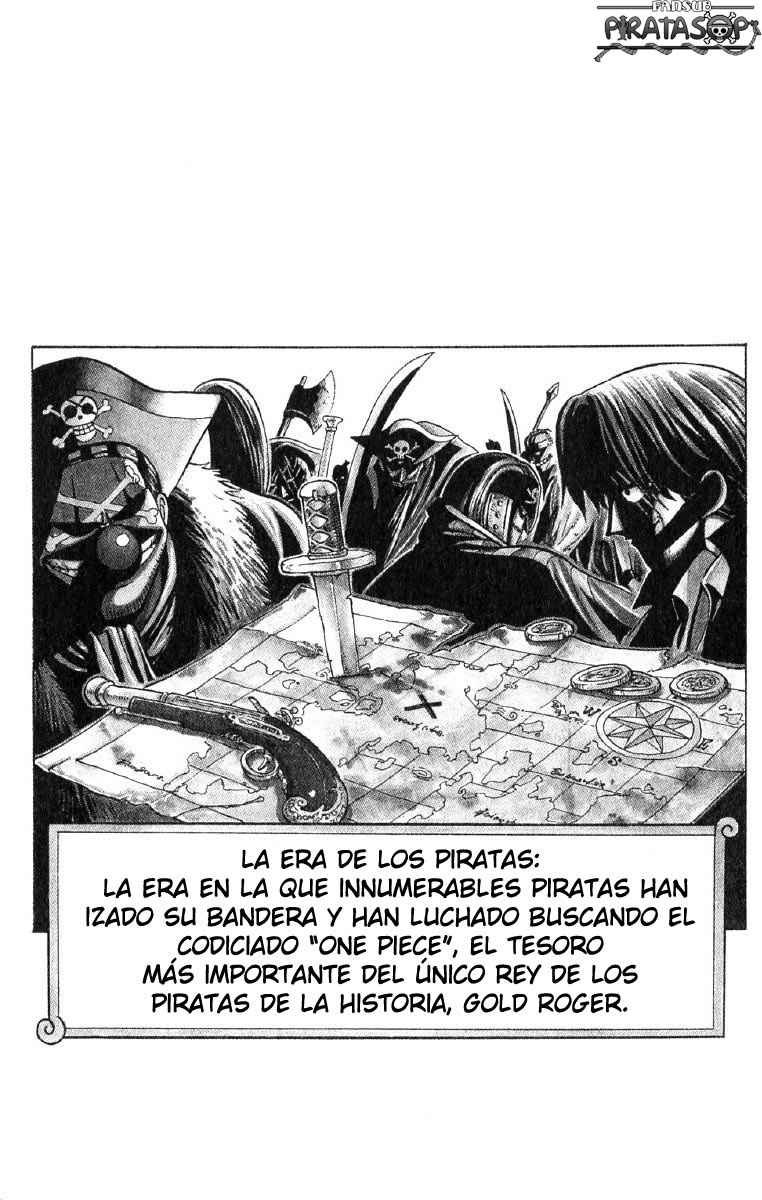 FANSUB
PIRATASOP
LA ERA DE LOS PIRATAS:
LA ERA EN LA QUE INNUMERABLES PIRATAS HAN
IZADO SU BANDERA Y HAN LUCHADO BUSCANDO EL
CODICIADO "ONE PIECE", EL TESORO
MÁS IMPORTANTE DEL ÚNICO REY DE LOS
PIRATAS DE LA HISTORIA, GOLD ROGER.
W
E
S